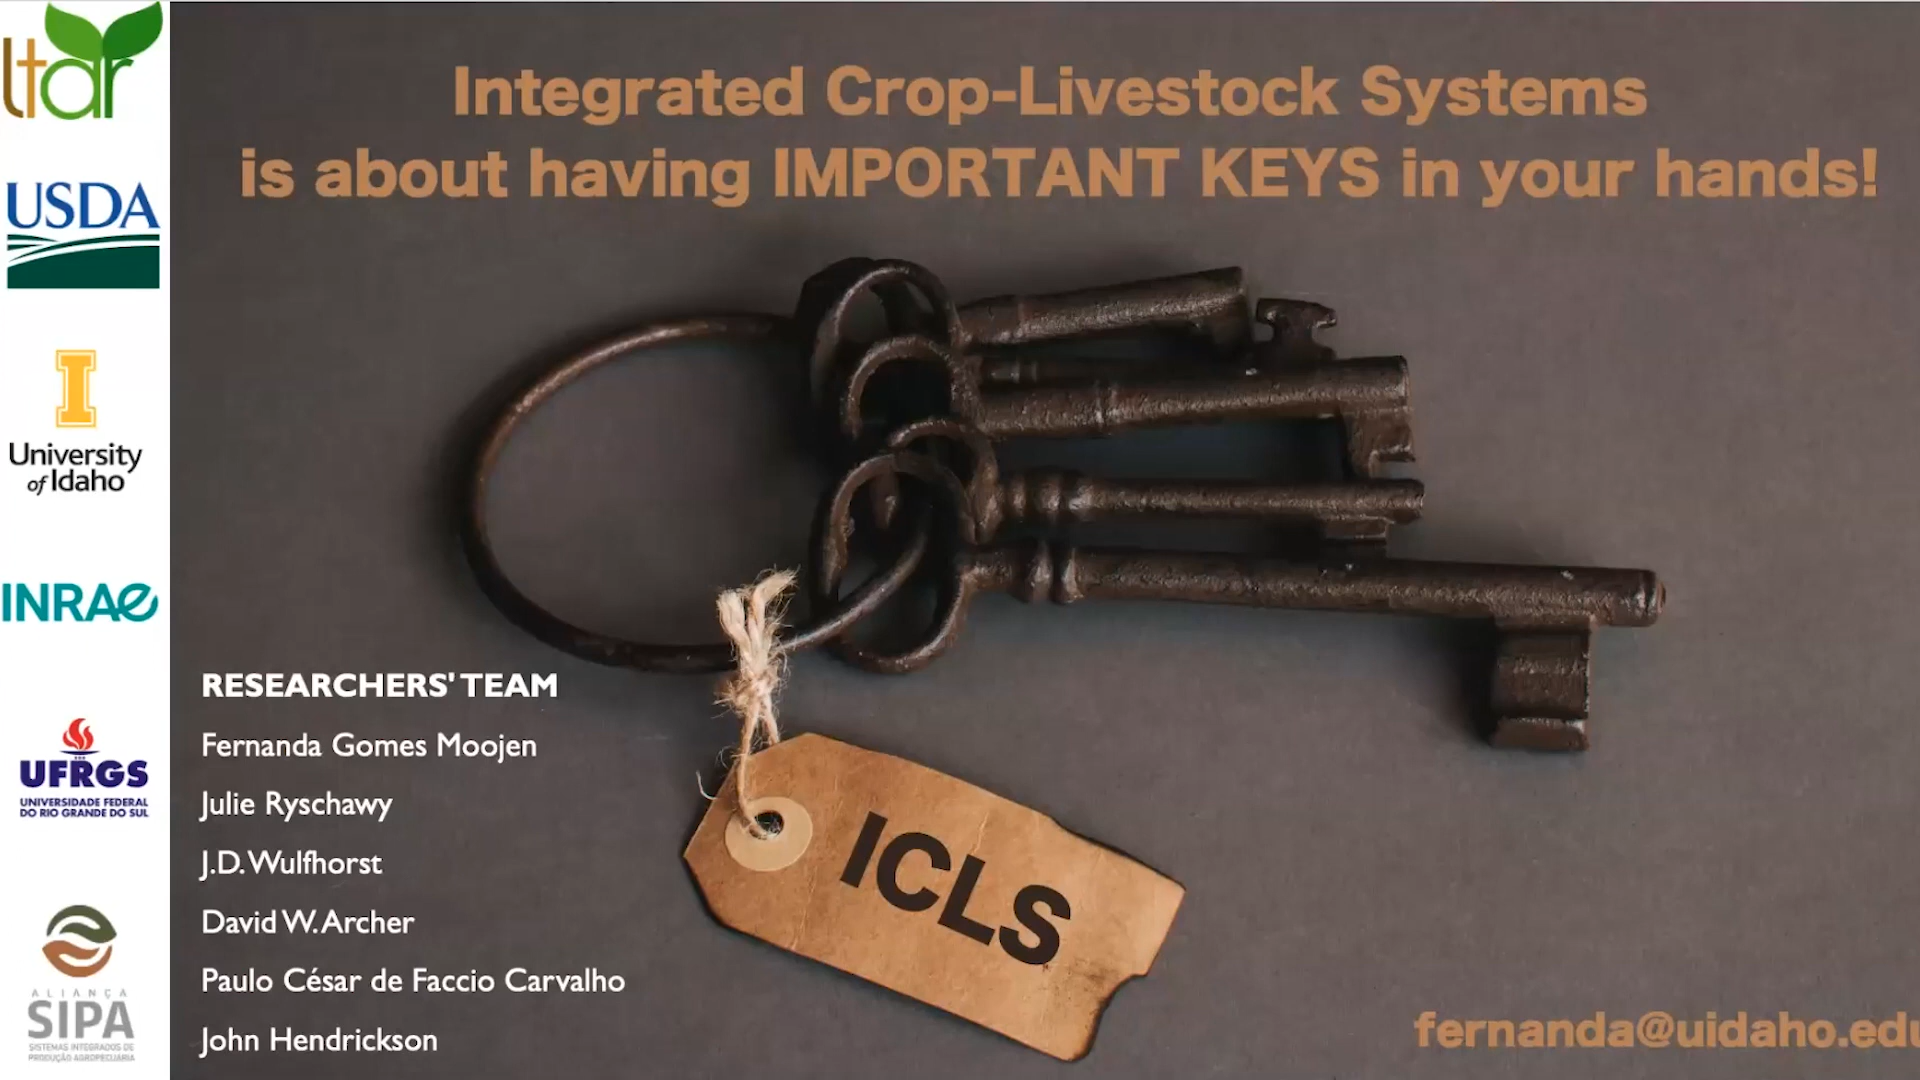 ltar
USDA
I
University
of Idaho
INRAE
UFRGS
UNIVERSIDADE FEDERAL
DO RIO GRANDE DO SUL
ALIANÇA
SIPA
SISTEMAS INTEGRADOS DE
PRODUÇÃO AGROPECUÁRIA
Integrated Crop-Livestock Systems
is about having IMPORTANT KEYS in your hands!
RESEARCHERS' TEAM
Fernanda Gomes Moojen
Julie Ryschawy
J.D. Wulfhorst
David W. Archer
Paulo César de Faccio Carvalho
John Hendrickson
ICLS
fernanda@uidaho.edu